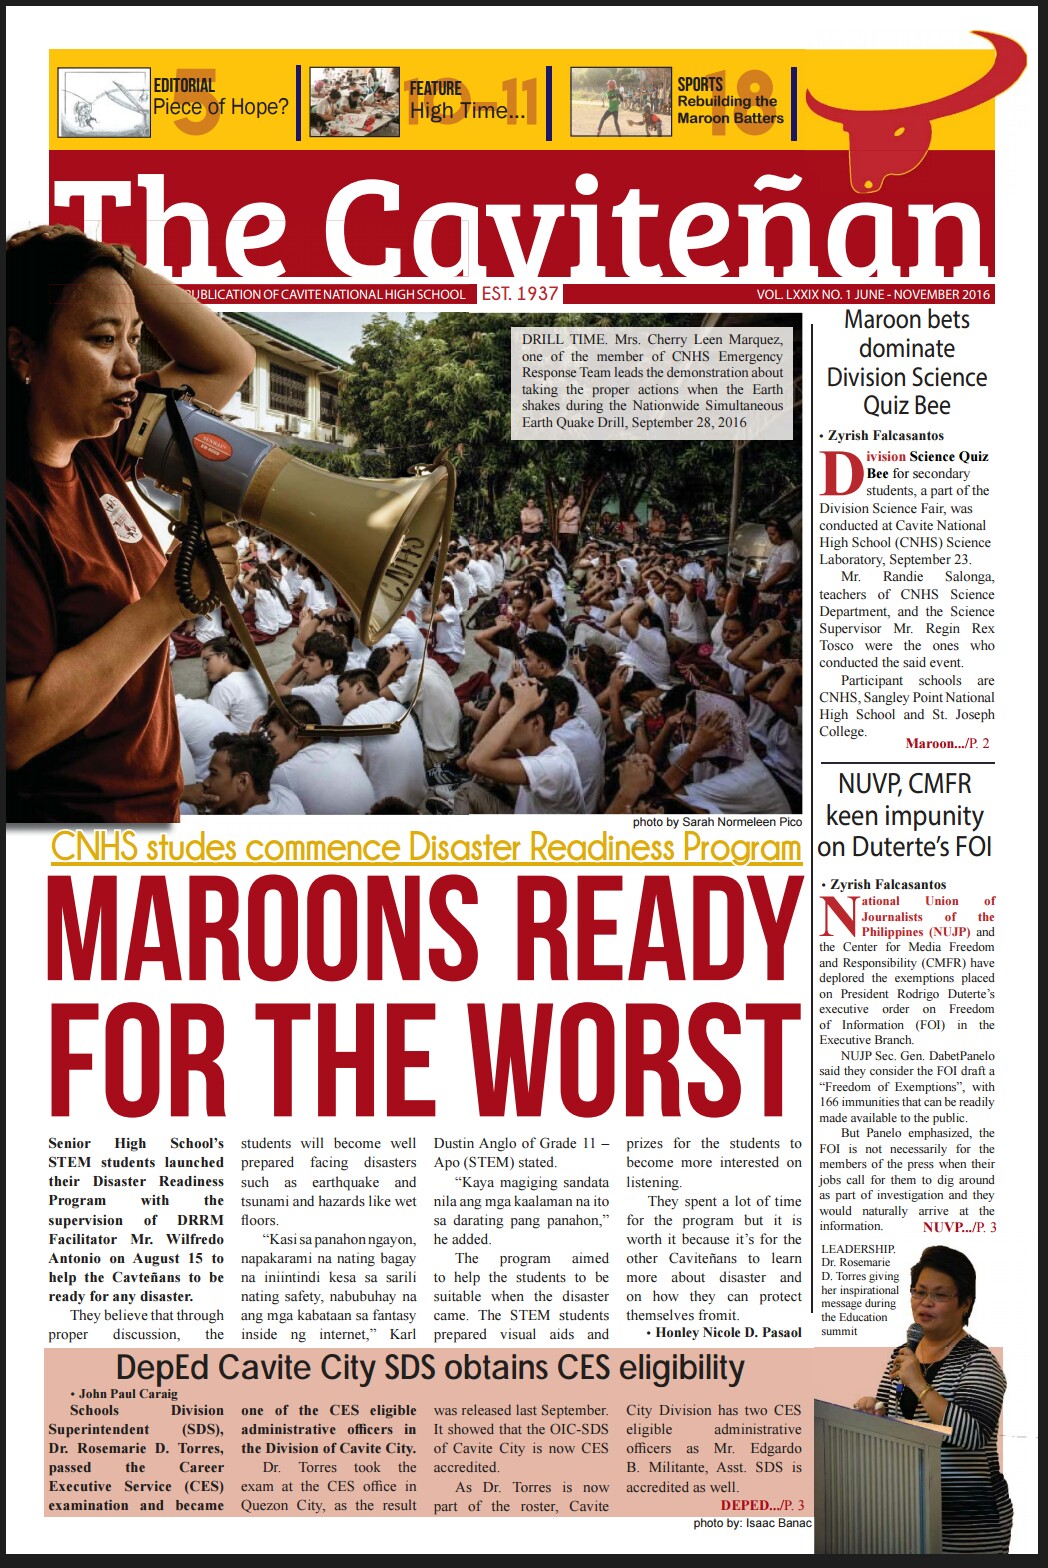 EDITORIAL
Piece of Hope?
5
FEATURE
High Time...
10-11
SPORTS
Rebuilding the
Maroon Batters
18
The Caviteñan
PUBLICATION OF CAVITE NATIONAL HIGH SCHOOL
EST. 1937
VOL. LXXIX NO. 1 JUNE - NOVEMBER 2016
DRILL TIME. Mrs. Cherry Leen Marquez,
one of the member of CNHS Emergency
Response Team leads the demonstration about
taking the proper actions when the Earth
shakes during the Nationwide Simultaneous
Earth Quake Drill, September 28, 2016
CNHS
photo by Sarah Normeleen Pico
CNHS studes commence Disaster Readiness Program
MAROONS READY
FOR THE WORST
Senior High School's
STEM students launched
their Disaster Readiness
Program with the
supervision of DRRM
Facilitator Mr. Wilfredo
Antonio on August 15 to
help the Cavteñans to be
ready for any disaster.
They believe that through
proper discussion, the
students will become well
prepared facing disasters
such as earthquake and
tsunami and hazards like wet
floors.
“Kasi sa panahon ngayon,
napakarami na nating bagay
na iniintindi kesa sa sarili
nating safety, nabubuhay na
ang mga kabataan sa fantasy
inside ng internet,” Karl
Dustin Anglo of Grade 11 –
Apo (STEM) stated.
“Kaya magiging sandata
nila ang mga kaalaman na ito
sa darating pang panahon,”
he added.
The program aimed
to help the students to be
suitable when the disaster
came. The STEM students
prepared visual aids and
prizes for the students to
become more interested on
listening.
They spent a lot of time
for the program but it is
worth it because it's for the
other Caviteñans to learn
more about disaster and
on how they can protect
themselves fromit.
• Honley Nicole D. Pasaol
Maroon bets
dominate
Division Science
Quiz Bee
• Zyrish Falcasantos
Division Science Quiz
Bee for secondary
students, a part of the
Division Science Fair, was
conducted at Cavite National
High School (CNHS) Science
Laboratory, September 23.
Mr. Randie Salonga,
teachers of CNHS Science
Department, and the Science
Supervisor Mr. Regin Rex
Tosco were the ones who
conducted the said event.
Participant schools are
CNHS, Sangley Point National
High School and St. Joseph
College.
Maroon.../P. 2
NUVP, CMFR
keen impunity
on Duterte's FOI
• Zyrish Falcasantos
National Union of
Journalists of the
Philippines (NUJP) and
the Center for Media Freedom
and Responsibility (CMFR) have
deplored the exemptions placed
on President Rodrigo Duterte's
executive order on Freedom
of Information (FOI) in the
Executive Branch.
NUJP Sec. Gen. DabetPanelo
said they consider the FOI draft a
“Freedom of Exemptions”, with
166 immunities that can be readily
made available to the public.
But Panelo emphasized, the
FOI is not necessarily for the
members of the press when their
jobs call for them to dig around
as part of investigation and they
would naturally arrive at the
information.
NUVP.../P. 3
LEADERSHIP.
Dr. Rosemarie
D. Torres giving
her inspirational
message during
the Education
summit
DepEd Cavite City SDS obtains CES eligibility
• John Paul Caraig
Schools Division
Superintendent (SDS),
Dr. Rosemarie D. Torres,
passed the Career
Executive Service (CES)
examination and became
one of the CES eligible
administrative officers in
the Division of Cavite City.
Dr. Torres took the
exam at the CES office in
Quezon City, as the result
was released last September.
It showed that the OIC-SDS
of Cavite City is now CES
accredited.
As Dr. Torres is now
part of the roster, Cavite
City Division has two CES
eligible administrative
officers as Mr. Edgardo
B. Militante, Asst. SDS is
accredited as well.
DEPED.../P. 3
photo by: Isaac Banac